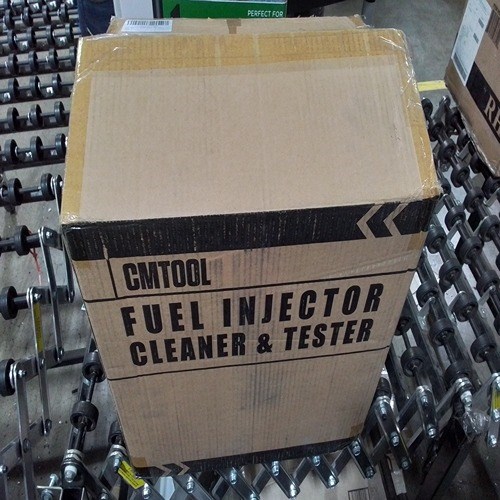 PERFECT FOR
CMTOOL
FUEL INJECTOR
CLEANER & TESTER